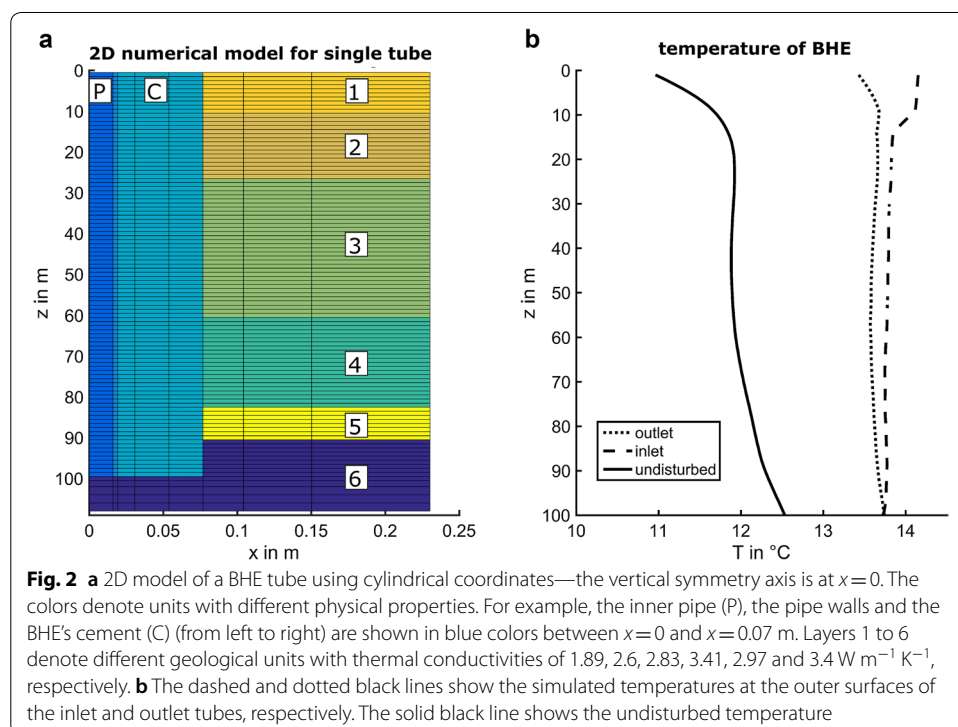 a
2D numerical model for single tube
0
10
20
30
40
50
60
70
80
90
100
z in m
P
C
1
2
3
4
5
6
0
0.05
0.1
0.15
0.2
0.25
x in m
b
temperature of BHE
0
10
20
30
40
50
60
70
80
90
100
z in m
outlet
inlet
undisturbed
10
11
12
13
14
T in °C
Fig. 2 a 2D model of a BHE tube using cylindrical coordinates—the vertical symmetry axis is at x = 0. The
colors denote units with different physical properties. For example, the inner pipe (P), the pipe walls and the
BHE's cement (C) (from left to right) are shown in blue colors between x = 0 and x = 0.07 m. Layers 1 to 6
denote different geological units with thermal conductivities of 1.89, 2.6, 2.83, 3.41, 2.97 and 3.4 W m⁻¹ K⁻¹,
respectively. b The dashed and dotted black lines show the simulated temperatures at the outer surfaces of
the inlet and outlet tubes, respectively. The solid black line shows the undisturbed temperature